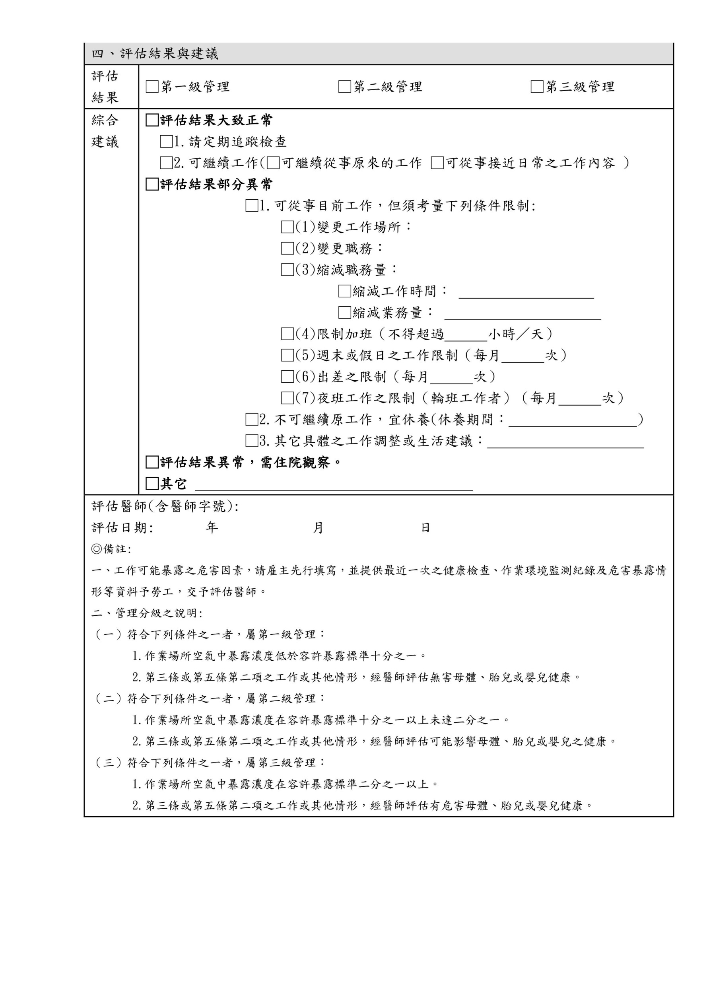 四、評估結果與建議
評估
結果
□第一級管理 □第二級管理 □第三級管理
綜合
建議
□評估結果大致正常
□1.請定期追蹤檢查
□2.可繼續工作(□可繼續從事原來的工作 □可從事接近日常之工作內容 )
□評估結果部分異常
□1.可從事目前工作，但須考量下列條件限制:
□(1)變更工作場所：
□(2)變更職務：
□(3)縮減職務量：
□縮減工作時間： ___________________
□縮減業務量： ______________________
□(4)限制加班（不得超過______小時／天）
□(5)週末或假日之工作限制（每月______次）
□(6)出差之限制（每月______次）
□(7)夜班工作之限制（輪班工作者）（每月______次）
□2.不可繼續原工作，宜休養(休養期間：__________________)
□3.其它具體之工作調整或生活建議：______________________
□評估結果異常，需住院觀察。
□其它 _______________________________________
評估醫師(含醫師字號):
評估日期: 年 月 日
◎備註:
一、工作可能暴露之危害因素，請雇主先行填寫，並提供最近一次之健康檢查、作業環境監測紀錄及危害暴露情
形等資料予勞工，交予評估醫師。
二、管理分級之說明:
（一）符合下列條件之一者，屬第一級管理：
1.作業場所空氣中暴露濃度低於容許暴露標準十分之一。
2.第三條或第五條第二項之工作或其他情形，經醫師評估無害母體、胎兒或嬰兒健康。
（二）符合下列條件之一者，屬第二級管理：
1.作業場所空氣中暴露濃度在容許暴露標準十分之一以上未達二分之一。
2.第三條或第五條第二項之工作或其他情形，經醫師評估可能影響母體、胎兒或嬰兒之健康。
（三）符合下列條件之一者，屬第三級管理：
1.作業場所空氣中暴露濃度在容許暴露標準二分之一以上。
2.第三條或第五條第二項之工作或其他情形，經醫師評估有危害母體、胎兒或嬰兒健康。